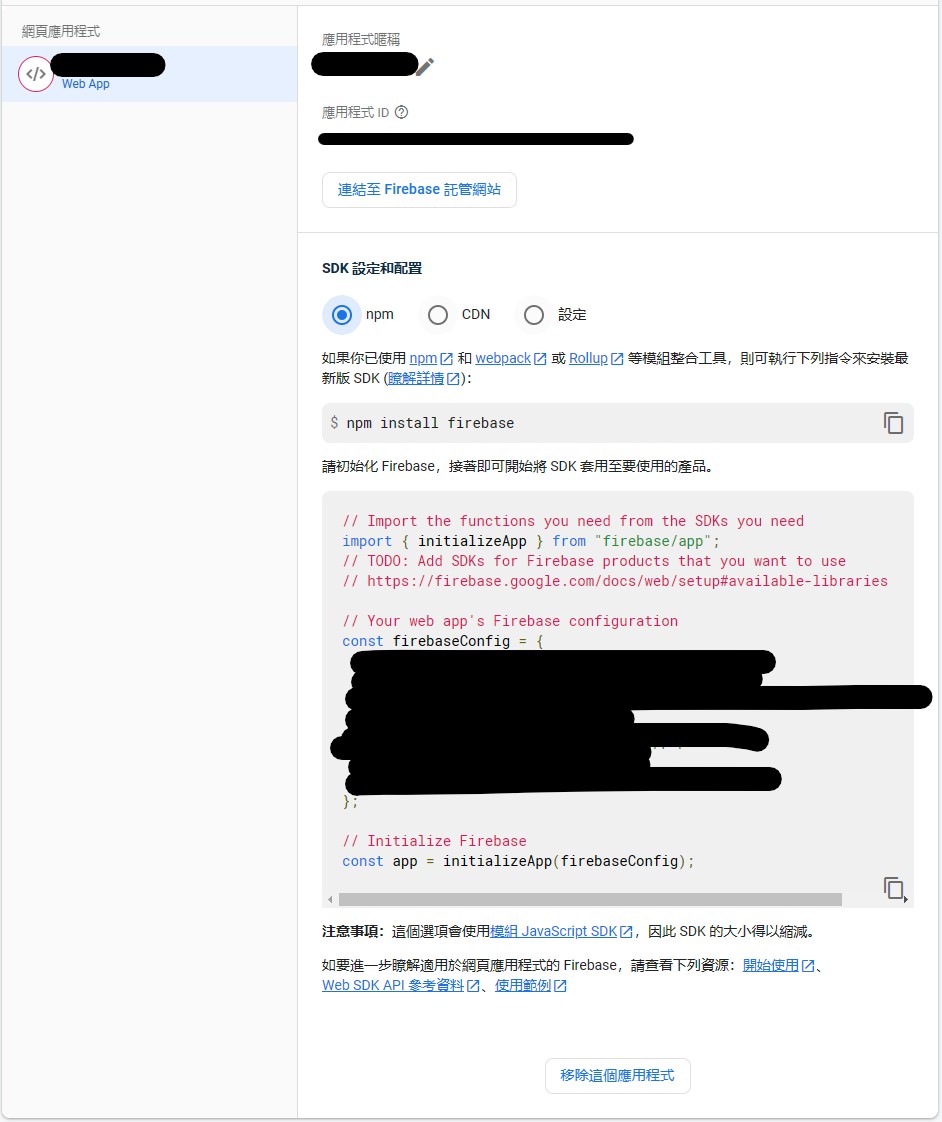 網頁應用程式
Web App
應用程式暱稱
應用程式 ID
連結至 Firebase 託管網站
SDK 設定和配置
npm
CDN
設定
如果你已使用 npm 和 webpack 或 Rollup 等模組整合工具，則可執行下列指令來安裝最
新版 SDK (瞭解詳情)：
$ npm install firebase
請初始化 Firebase，接著即可開始將 SDK 套用至要使用的產品。
// Import the functions you need from the SDKs you need
import { initializeApp } from "firebase/app";
// TODO: Add SDKs for Firebase products that you want to use
// https://firebase.google.com/docs/web/setup#available-libraries
// Your web app's Firebase configuration
const firebaseConfig = {
};
// Initialize Firebase
const app = initializeApp(firebaseConfig);
注意事項：這個選項會使用模組 JavaScript SDK，因此 SDK 的大小得以縮減。
如要進一步瞭解適用於網頁應用程式的 Firebase，請查看下列資源：開始使用、
Web SDK API 參考資料、使用範例
移除這個應用程式